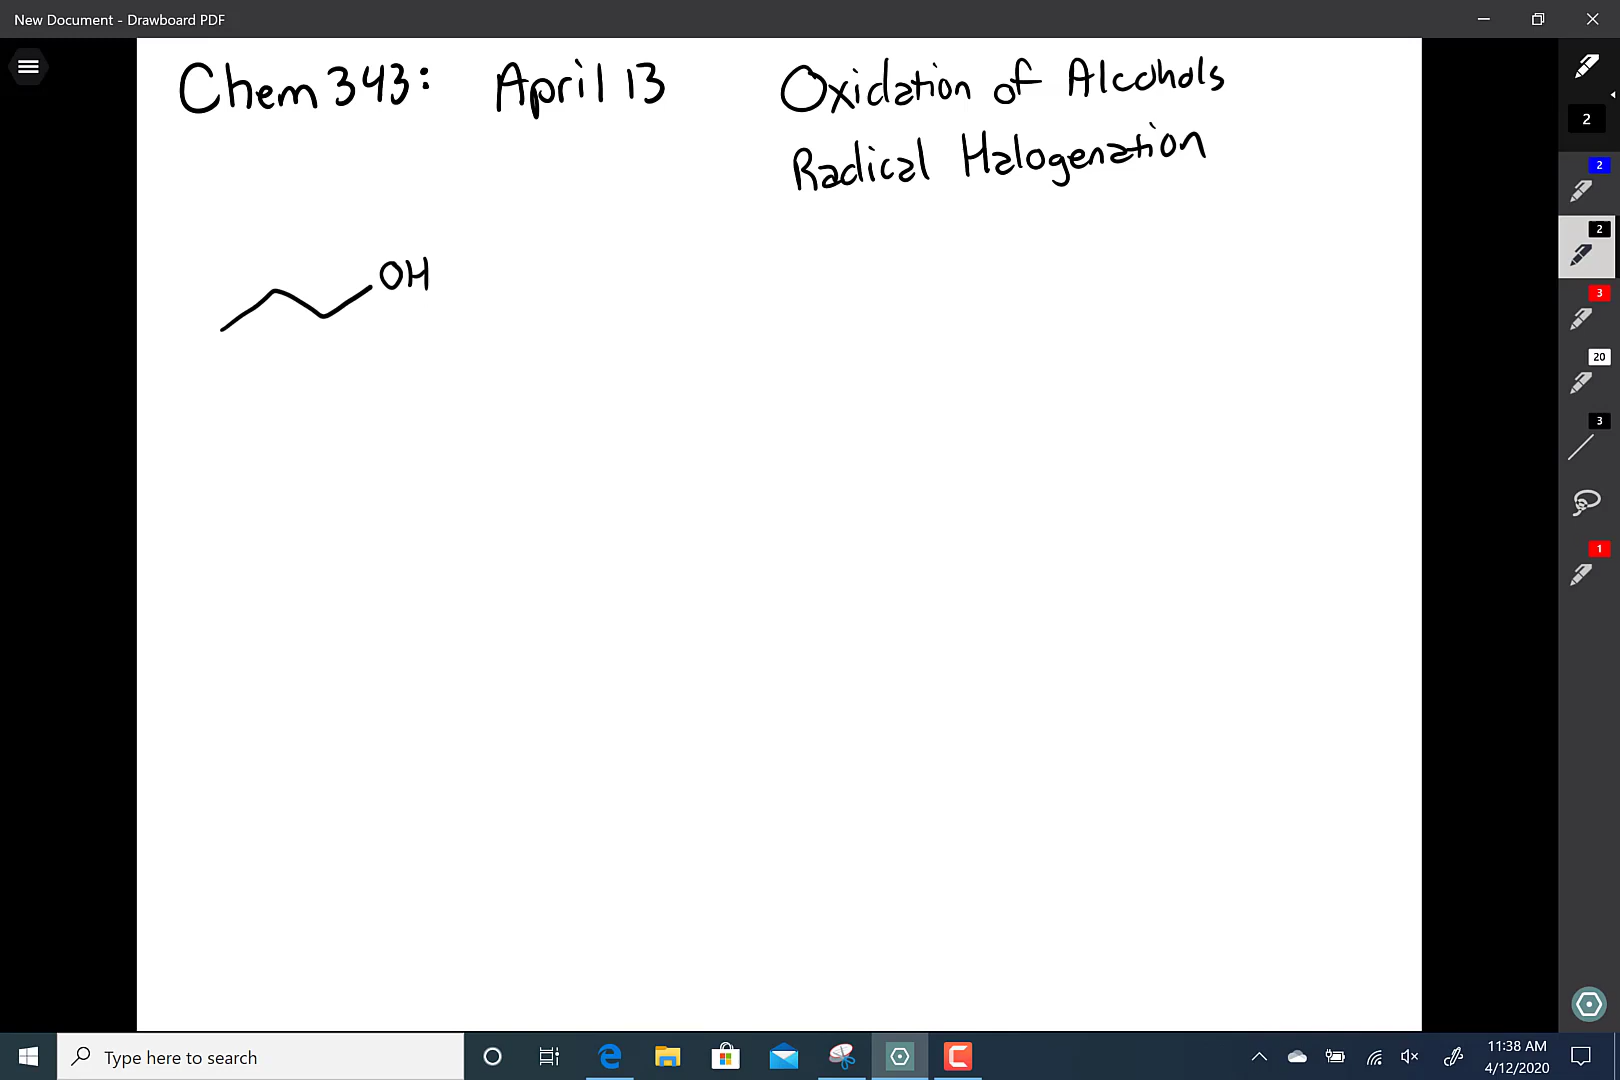 New Document - Drawboard PDF
Chem 343: April 13 Oxidation of Alcohols
Radical Halogenation
OH
2
2
2
3
20
3
1
Type here to search
11:38 AM
4/12/2020